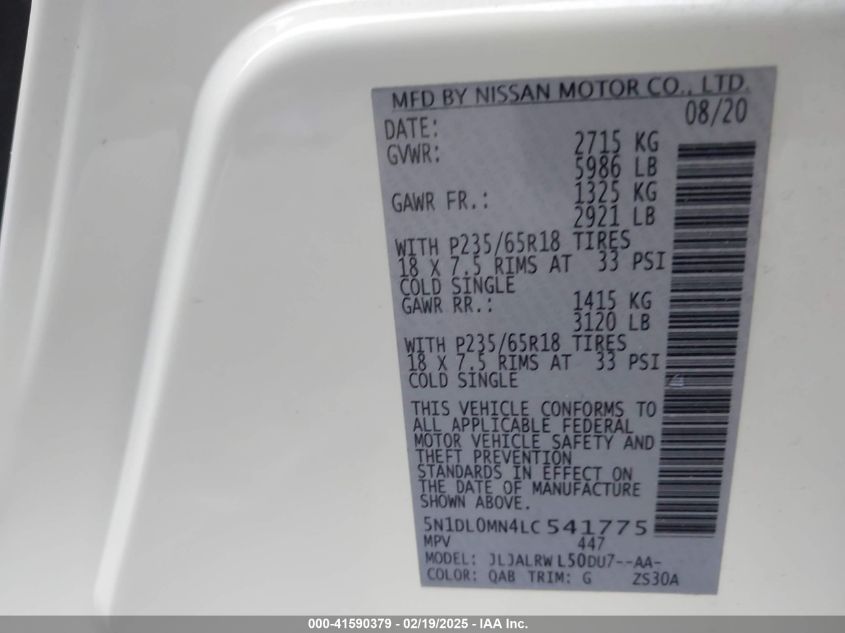 MFD BY NISSAN MOTOR CO., LTD.
DATE: 08/20
GVWR: 2715 KG
5986 LB
GAWR FR.: 1325 KG
2921 LB
WITH P235/65R18 TIRES
18 X 7.5 RIMS AT 33 PSI
COLD SINGLE
GAWR RR.: 1415 KG
3120 LB
WITH P235/65R18 TIRES
18 X 7.5 RIMS AT 33 PSI
COLD SINGLE
THIS VEHICLE CONFORMS TO
ALL APPLICABLE FEDERAL
MOTOR VEHICLE SAFETY AND
THEFT PREVENTION
STANDARDS IN EFFECT ON
THE DATE OF MANUFACTURE
SHOWN ABOVE.
5N1DL0MN4LC541775
MPV 447
MODEL: JLJALRWL50DU7--AA-
COLOR: QAB TRIM: G ZS30A
000-41590379 - 02/19/2025 - IAA Inc.